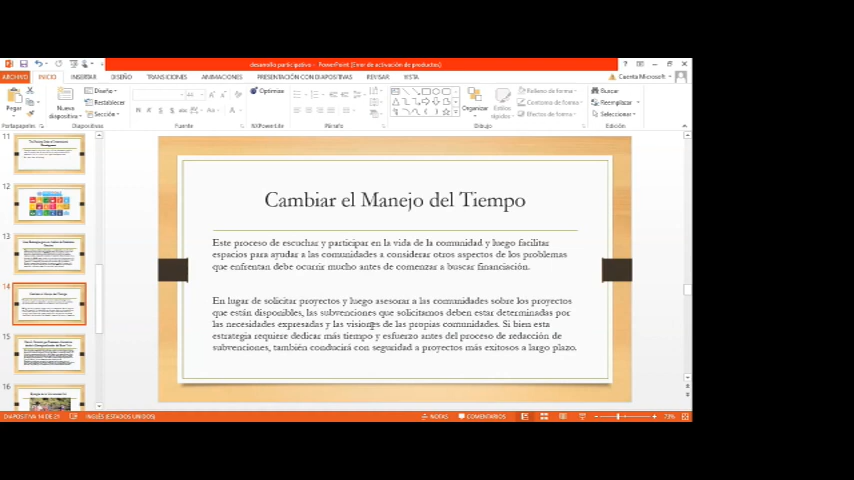 desarrollo participativo - PowerPoint (Error de activación de productos)
ARCHIVO INICIO INSERTAR DISEÑO TRANSICIONES ANIMACIONES PRESENTACIÓN CON DIAPOSITIVAS REVISAR VISTA Cuenta Microsoft
Pegar
Nueva diapositiva
Diseño
Restablecer
Sección
Optimize
Organizar
Estilos rápidos
Relleno de forma
Contorno de forma
Efectos de forma
Buscar
Reemplazar
Seleccionar
Portapapeles Diapositivas Fuente NXPowerLite Párrafo Dibujo Edición
11
12
13
14
15
16
Cambiar el Manejo del Tiempo
Este proceso de escuchar y participar en la vida de la comunidad y luego facilitar
espacios para ayudar a las comunidades a considerar otros aspectos de los problemas
que enfrentan debe ocurrir mucho antes de comenzar a buscar financiación.
En lugar de solicitar proyectos y luego asesorar a las comunidades sobre los proyectos
que están disponibles, las subvenciones que solicitamos deben estar determinadas por
las necesidades expresadas y las visiones de las propias comunidades. Si bien esta
estrategia requiere dedicar más tiempo y esfuerzo antes del proceso de redacción de
subvenciones, también conducirá con seguridad a proyectos más exitosos a largo plazo.
DIAPOSITIVA 14 DE 21 INGLÉS (ESTADOS UNIDOS) NOTAS COMENTARIOS 73%